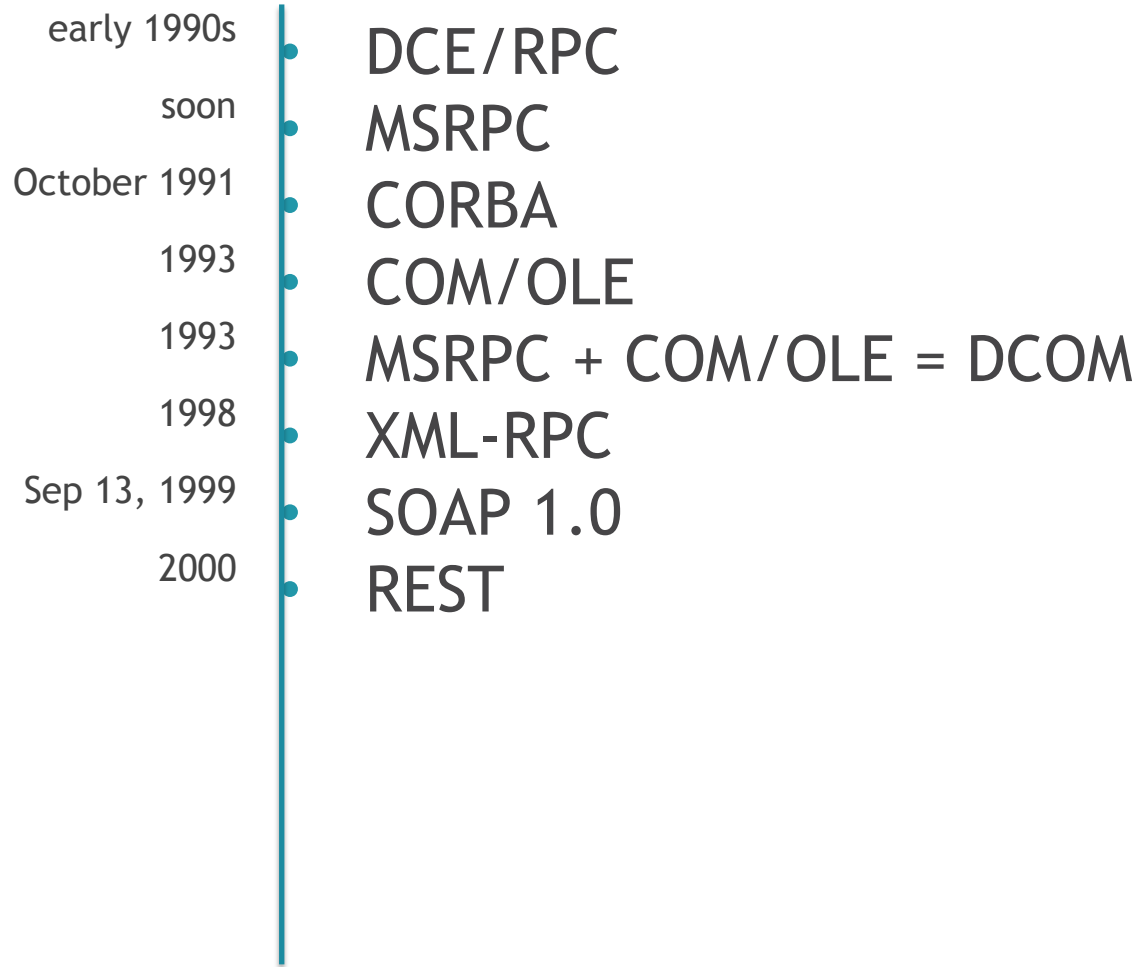 early 1990s DCE/RPC
soon MSRPC
October 1991 CORBA
1993 COM/OLE
1993 MSRPC + COM/OLE = DCOM
1998 XML-RPC
Sep 13, 1999 SOAP 1.0
2000 REST